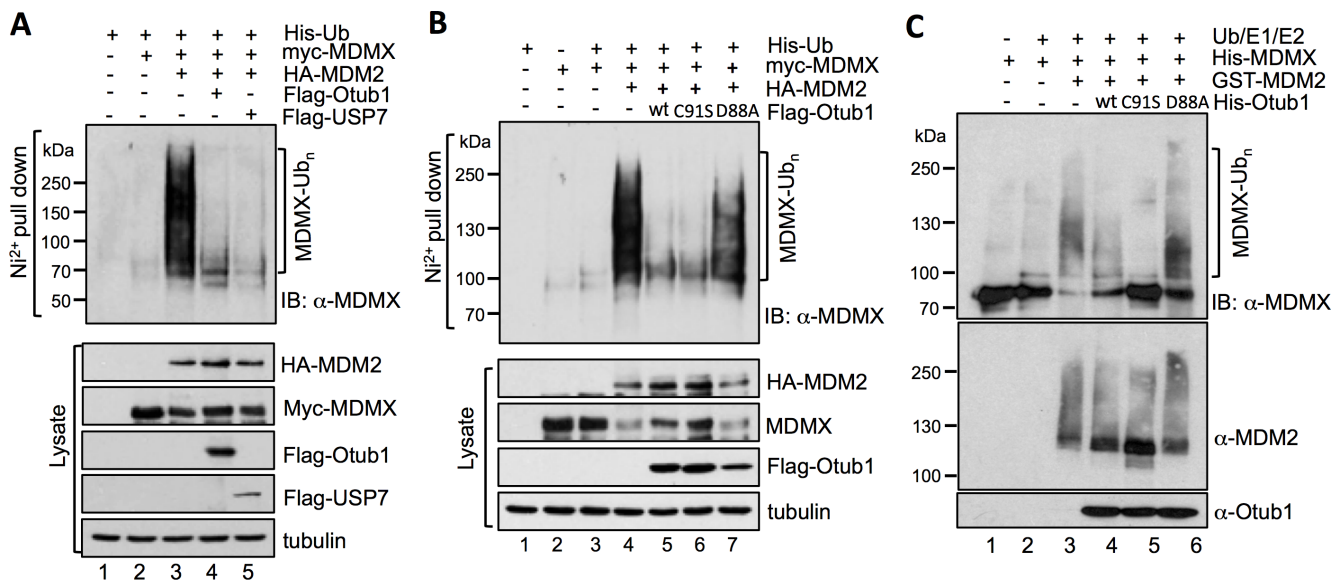 A
+ + + + + His-Ub
- + + + + myc-MDMX
- - + + + HA-MDM2
- - - + - Flag-Otub1
- - - - + Flag-USP7
Ni2+ pull down
kDa
250
150
100
70
50
MDMX-Ubn
IB: α-MDMX
Lysate
HA-MDM2
Myc-MDMX
Flag-Otub1
Flag-USP7
tubulin
1 2 3 4 5
B
+ - + + + + + His-Ub
- + + + + + + myc-MDMX
- - - + + + + HA-MDM2
- - - - wt C91S D88A Flag-Otub1
Ni2+ pull down
kDa
250
130
100
70
MDMX-Ubn
IB: α-MDMX
Lysate
HA-MDM2
MDMX
Flag-Otub1
tubulin
1 2 3 4 5 6 7
C
- + + + + + Ub/E1/E2
+ + + + + + His-MDMX
- - + + + + GST-MDM2
- - - wt C91S D88A His-Otub1
kDa
250
130
100
70
MDMX-Ubn
IB: α-MDMX
250
130
100
α-MDM2
α-Otub1
1 2 3 4 5 6